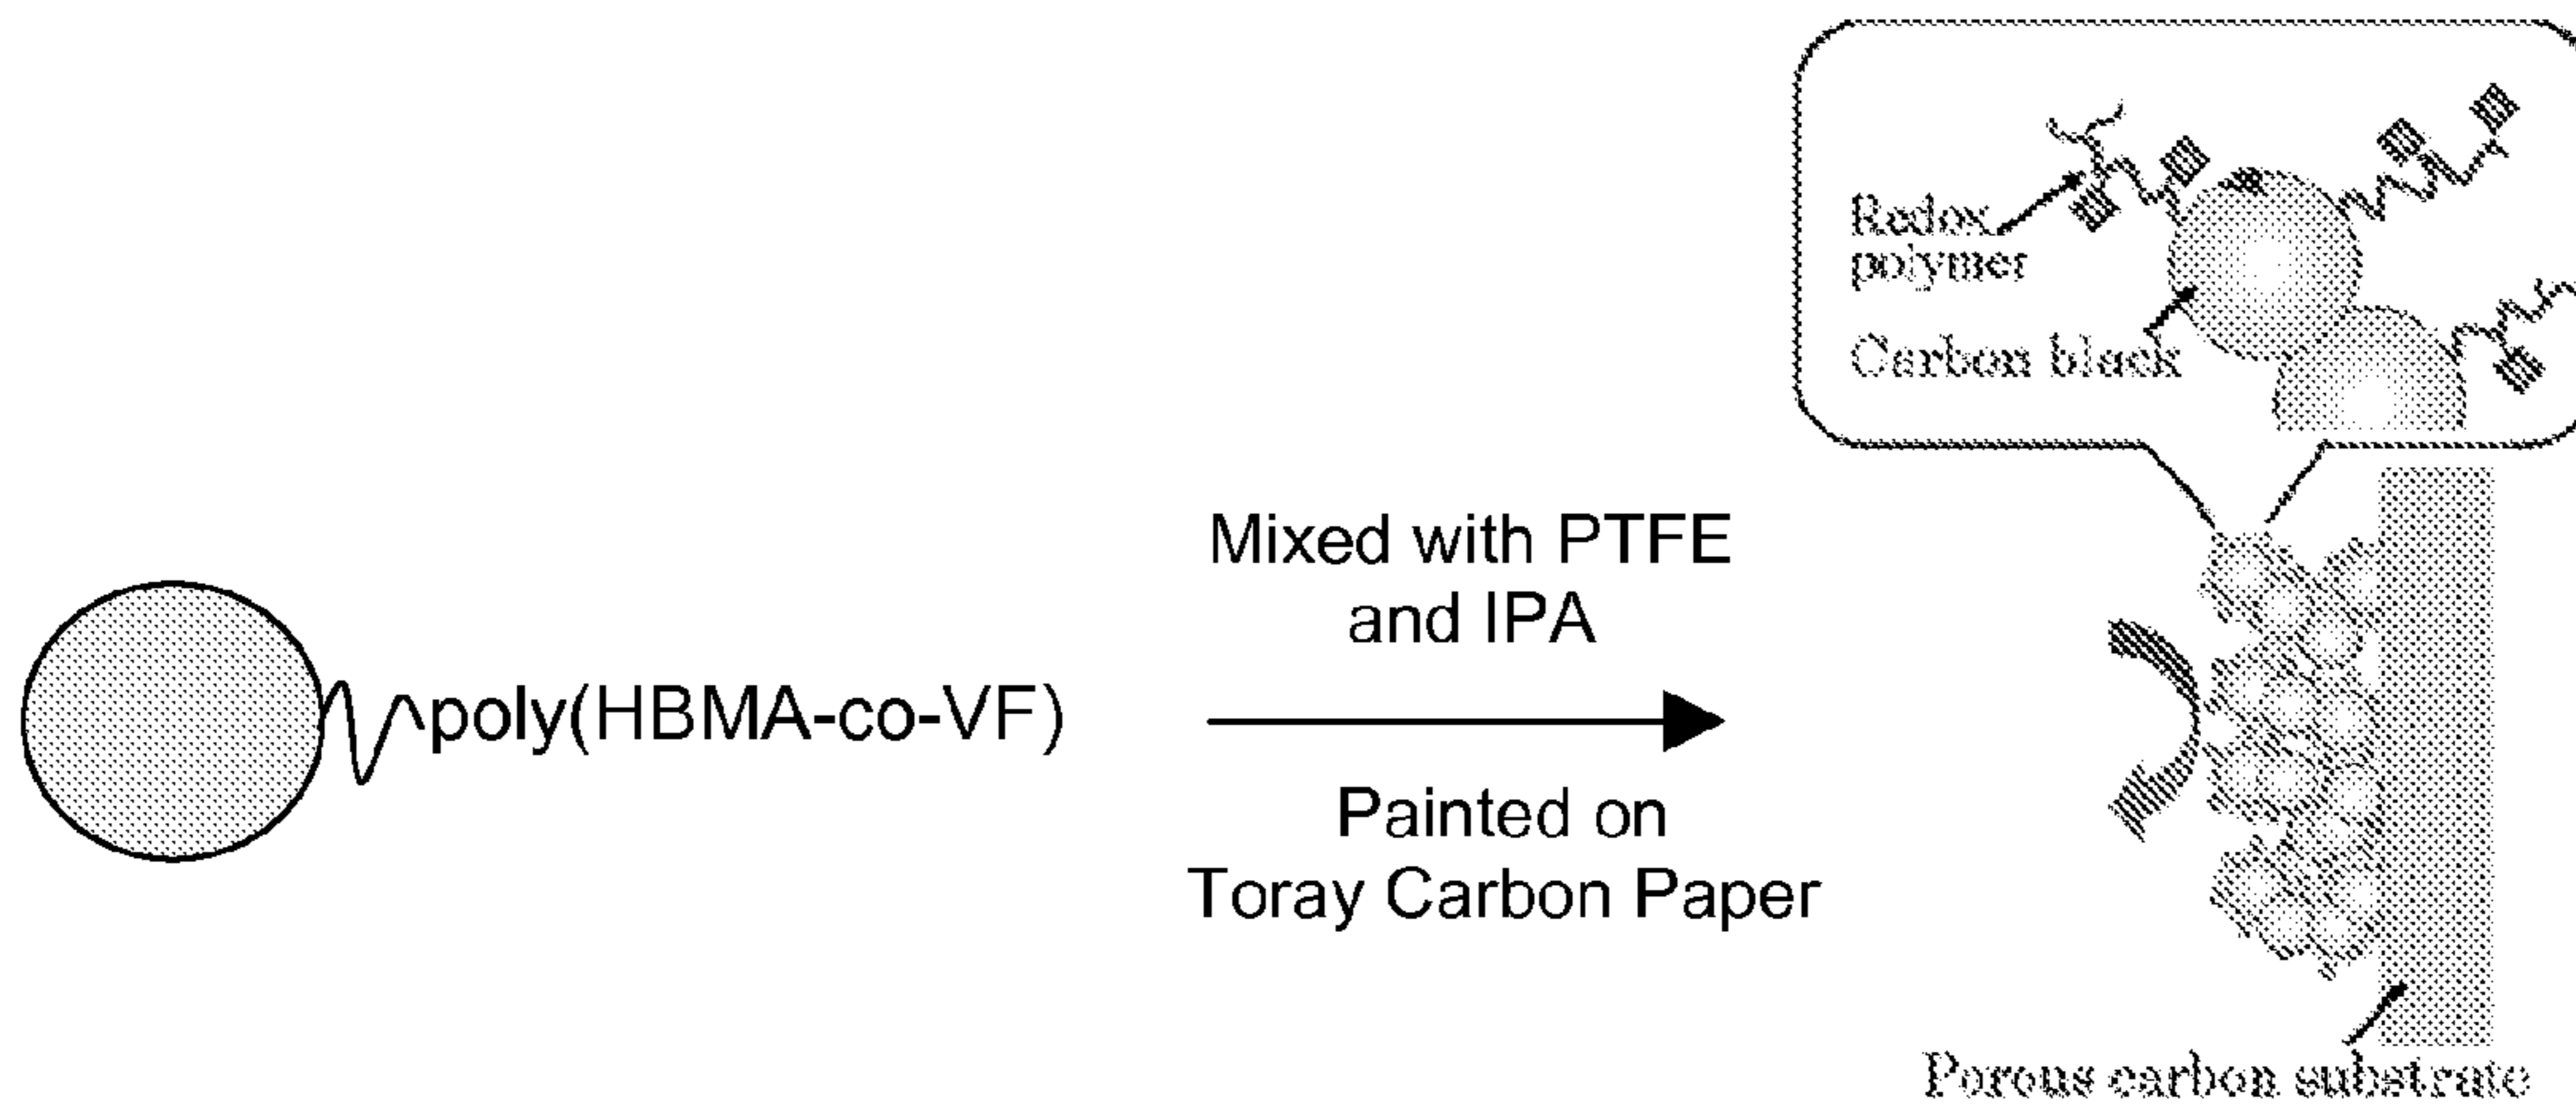 Redox
polymer
Carbon black
Mixed with PTFE
and IPA
poly(HBMA-co-VF)
Painted on
Toray Carbon Paper
Porous carbon substrate